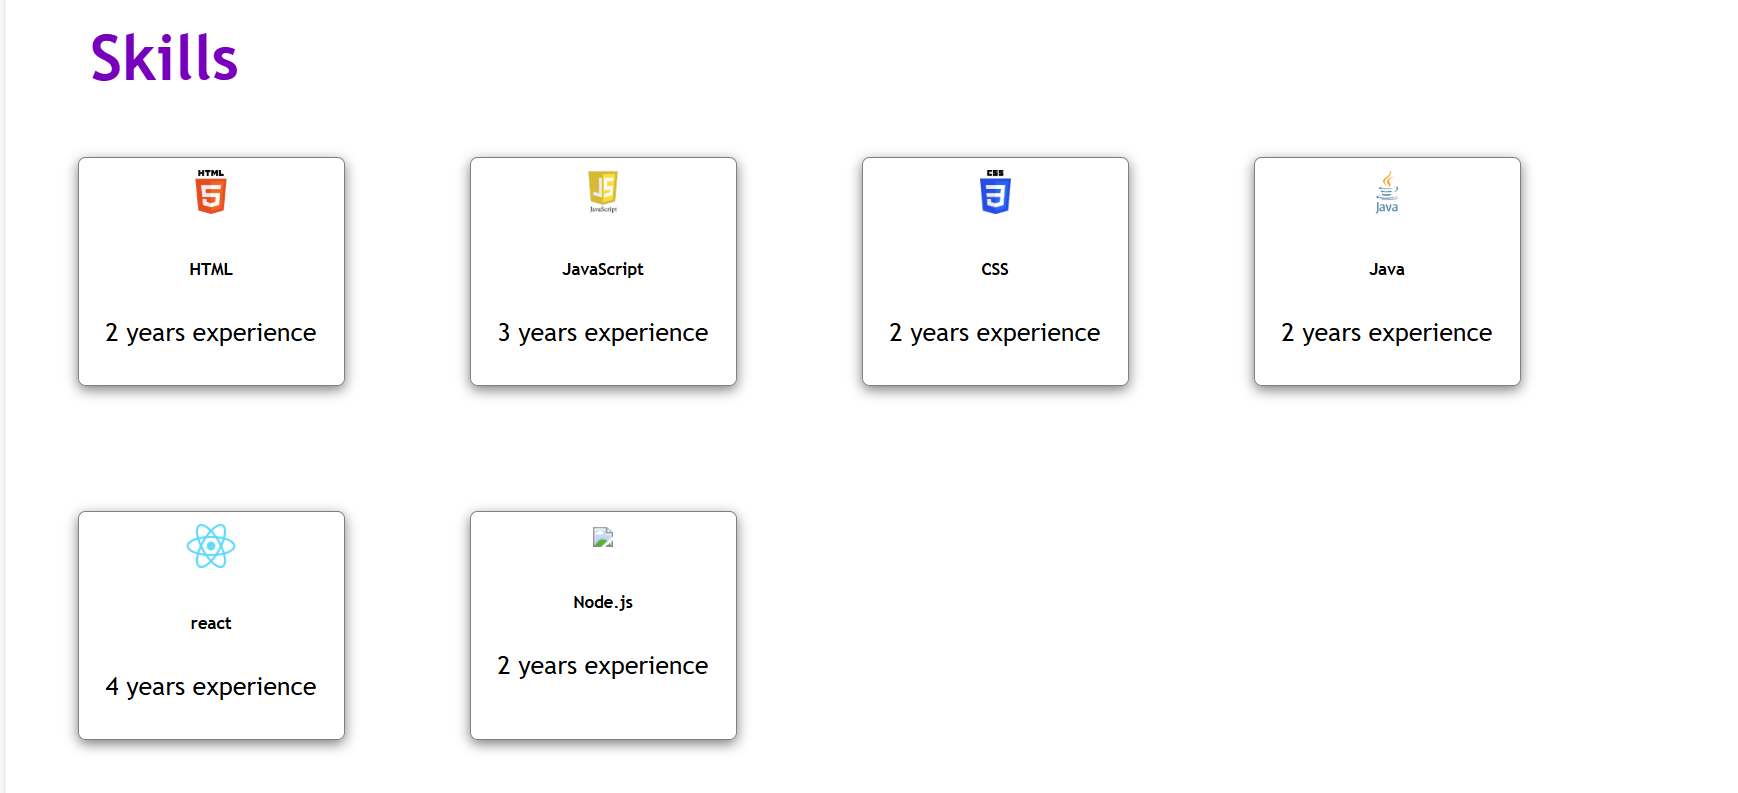 Skills
HTML
HTML
2 years experience
JS
JavaScript
JavaScript
3 years experience
CSS
CSS
2 years experience
Java
Java
2 years experience
react
4 years experience
Node.js
2 years experience